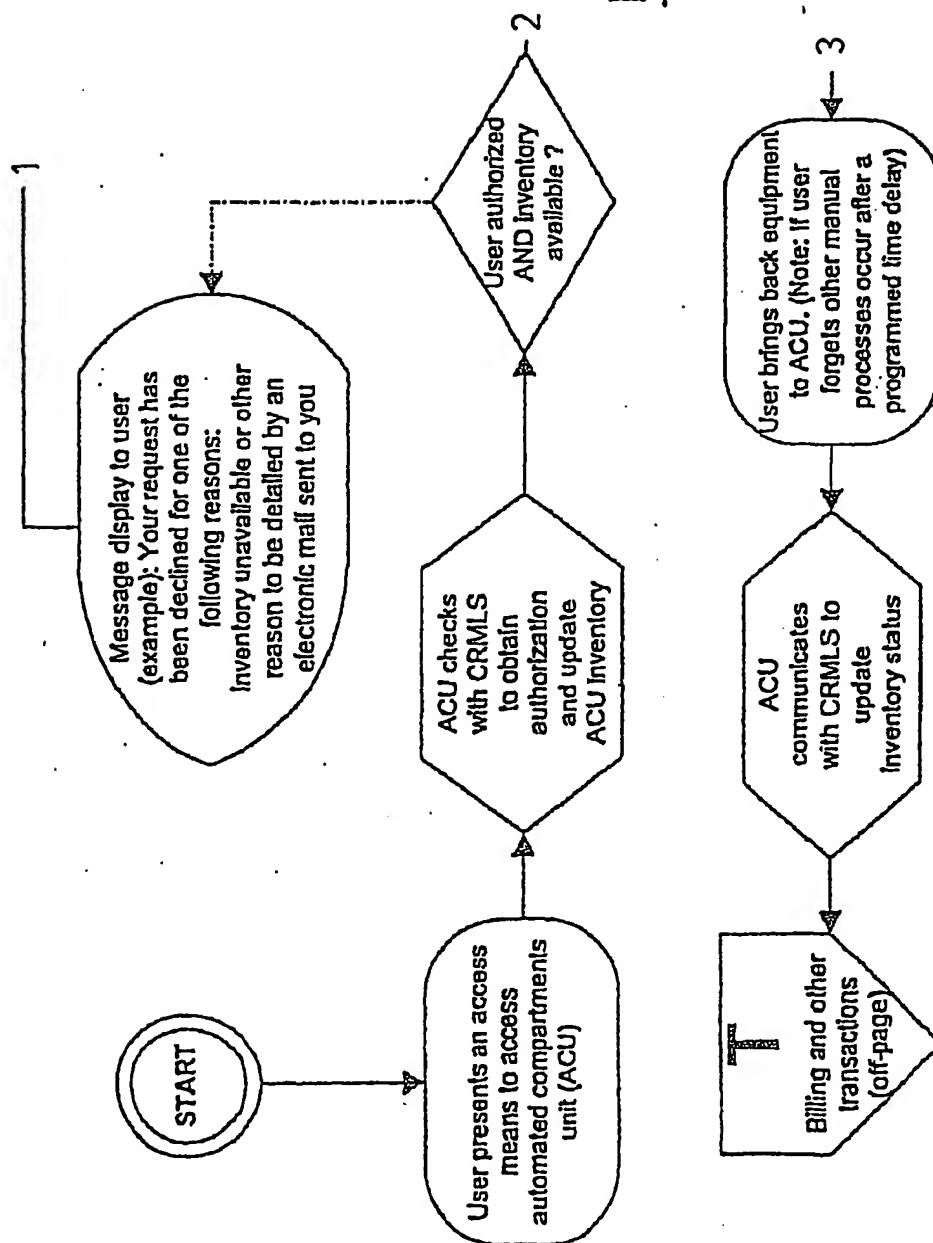 START
User presents an access
means to access
automated compartments
unit (ACU)
ACU checks
with CRMLS
to obtain
authorization
and update
ACU Inventory
User authorized
AND Inventory
available ?
2
Message display to user
(example): Your request has
been declined for one of the
following reasons:
Inventory unavailable or other
reason to be detailed by an
electronic mail sent to you
1
3
User brings back equipment
to ACU. (Note: If user
forgets other manual
processes occur after a
programmed time delay)
ACU
communicates
with CRMLS to
update
Inventory status
T
Billing and other
transactions
(off-page)